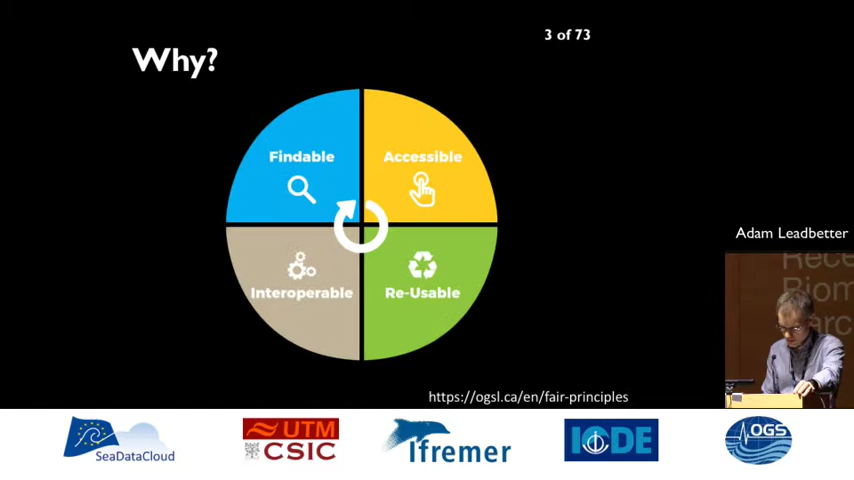 3 of 73
Why?
Findable
Accessible
Interoperable
Re-Usable
Adam Leadbetter
https://ogsl.ca/en/fair-principles
SeaDataCloud
UTM
CSIC
Ifremer
IODE
OGS